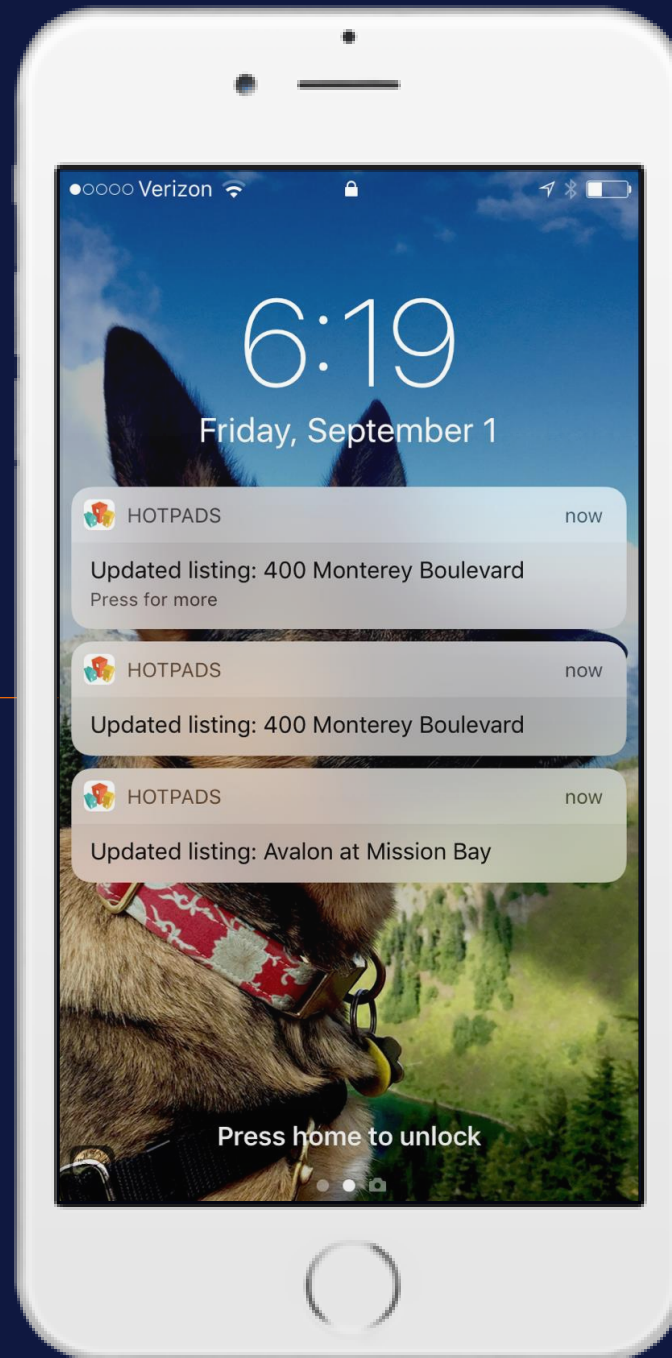 Verizon
6:19
Friday, September 1
HOTPADS now
Updated listing: 400 Monterey Boulevard
Press for more
HOTPADS now
Updated listing: 400 Monterey Boulevard
HOTPADS now
Updated listing: Avalon at Mission Bay
Press home to unlock